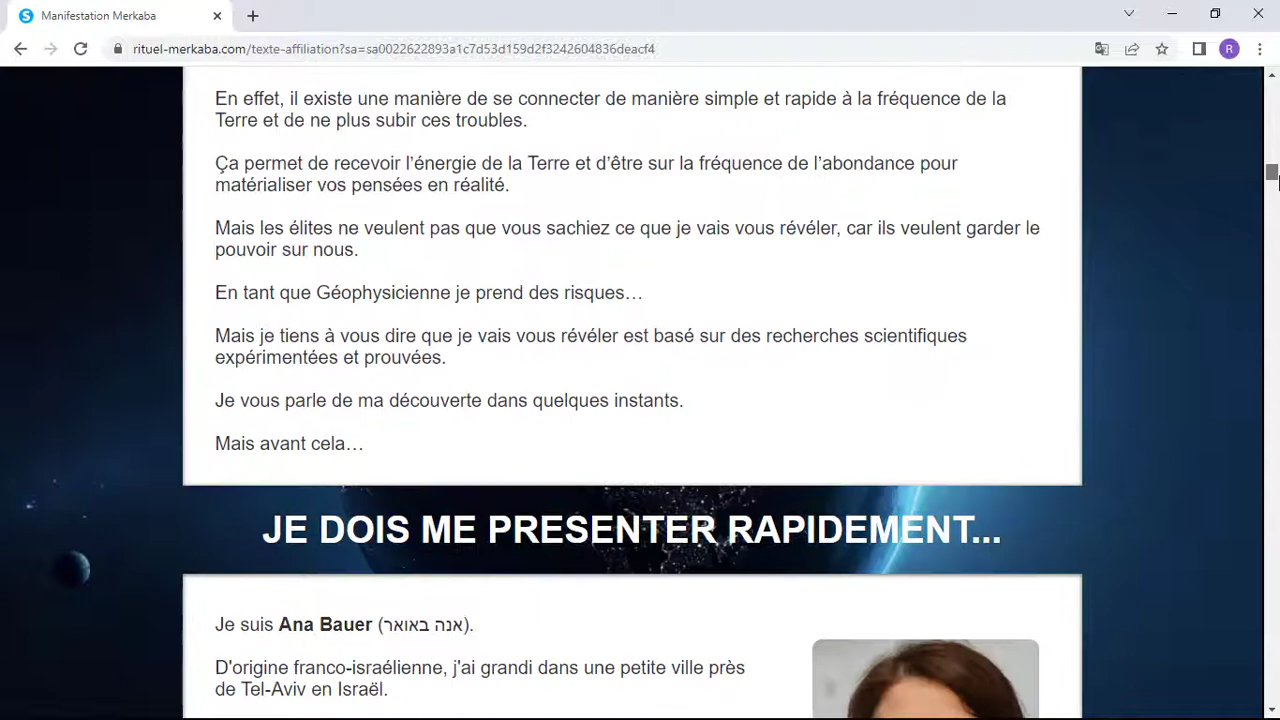 Manifestation Merkaba
rituel-merkaba.com/texte-affiliation?sa=sa0022622893a1c7d53d159d2f3242604836deacf4
R
En effet, il existe une manière de se connecter de manière simple et rapide à la fréquence de la
Terre et de ne plus subir ces troubles.
Ça permet de recevoir l’énergie de la Terre et d’être sur la fréquence de l’abondance pour
matérialiser vos pensées en réalité.
Mais les élites ne veulent pas que vous sachiez ce que je vais vous révéler, car ils veulent garder le
pouvoir sur nous.
En tant que Géophysicienne je prend des risques…
Mais je tiens à vous dire que je vais vous révéler est basé sur des recherches scientifiques
expérimentées et prouvées.
Je vous parle de ma découverte dans quelques instants.
Mais avant cela…
JE DOIS ME PRESENTER RAPIDEMENT...
Je suis Ana Bauer (אנה באואר).
D'origine franco-israélienne, j'ai grandi dans une petite ville près
de Tel-Aviv en Israël.